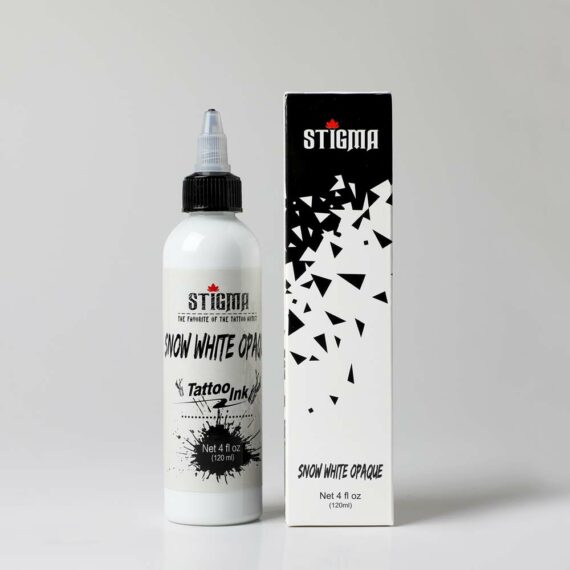 STIGMA
THE FAVORITE OF THE TATTOO ARTIST
SNOW WHITE OPAQUE
Tattoo Ink
Net 4 fl oz
(120 ml)
STIGMA
SNOW WHITE OPAQUE
Net 4 fl oz
(120ml)